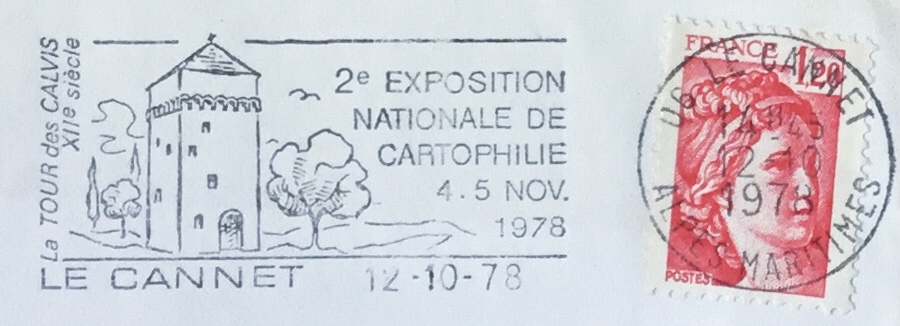 La TOUR des CALVIS
XIIe siècle
2e EXPOSITION
NATIONALE DE
CARTOPHILIE
4.5 NOV.
1978
LE CANNET 12-10-78
FRANCE 1,20
POSTES
LE CANNET
14H45
12-10
1978
ALPES MARITIMES